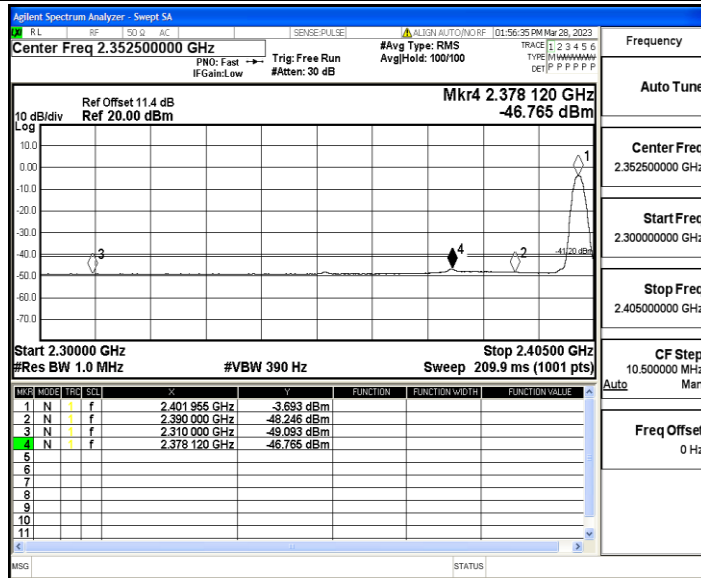 Agilent Spectrum Analyzer - Swept SA
RL RF 50 Ω AC SENSE:PULSE ALIGN AUTO/NO RF 01:56:35 PM Mar 28, 2023
Center Freq 2.352500000 GHz
PNO: Fast
IFGain:Low
Trig: Free Run
#Atten: 30 dB
#Avg Type: RMS
Avg|Hold: 100/100
TRACE 1 2 3 4 5 6
TYPE MWWWWW
DET P P P P P P
Mkr4 2.378 120 GHz
-46.765 dBm
Ref Offset 11.4 dB
10 dB/div Ref 20.00 dBm
Log
10.0
0.00
-10.0
-20.0
-30.0
-40.0
-50.0
-60.0
-70.0
1
2
3
4
-41.20 dBm
Start 2.30000 GHz Stop 2.40500 GHz
#Res BW 1.0 MHz #VBW 390 Hz Sweep 209.9 ms (1001 pts)
MKR MODE TRC SCL X Y FUNCTION FUNCTION WIDTH FUNCTION VALUE
1 N 1 f 2.401 955 GHz -3.693 dBm
2 N 1 f 2.390 000 GHz -48.246 dBm
3 N 1 f 2.310 000 GHz -49.093 dBm
4 N 1 f 2.378 120 GHz -46.765 dBm
5
6
7
8
9
10
11
MSG STATUS
Frequency
Auto Tune
Center Freq
2.352500000 GHz
Start Freq
2.300000000 GHz
Stop Freq
2.405000000 GHz
CF Step
10.500000 MHz
Auto Man
Freq Offset
0 Hz